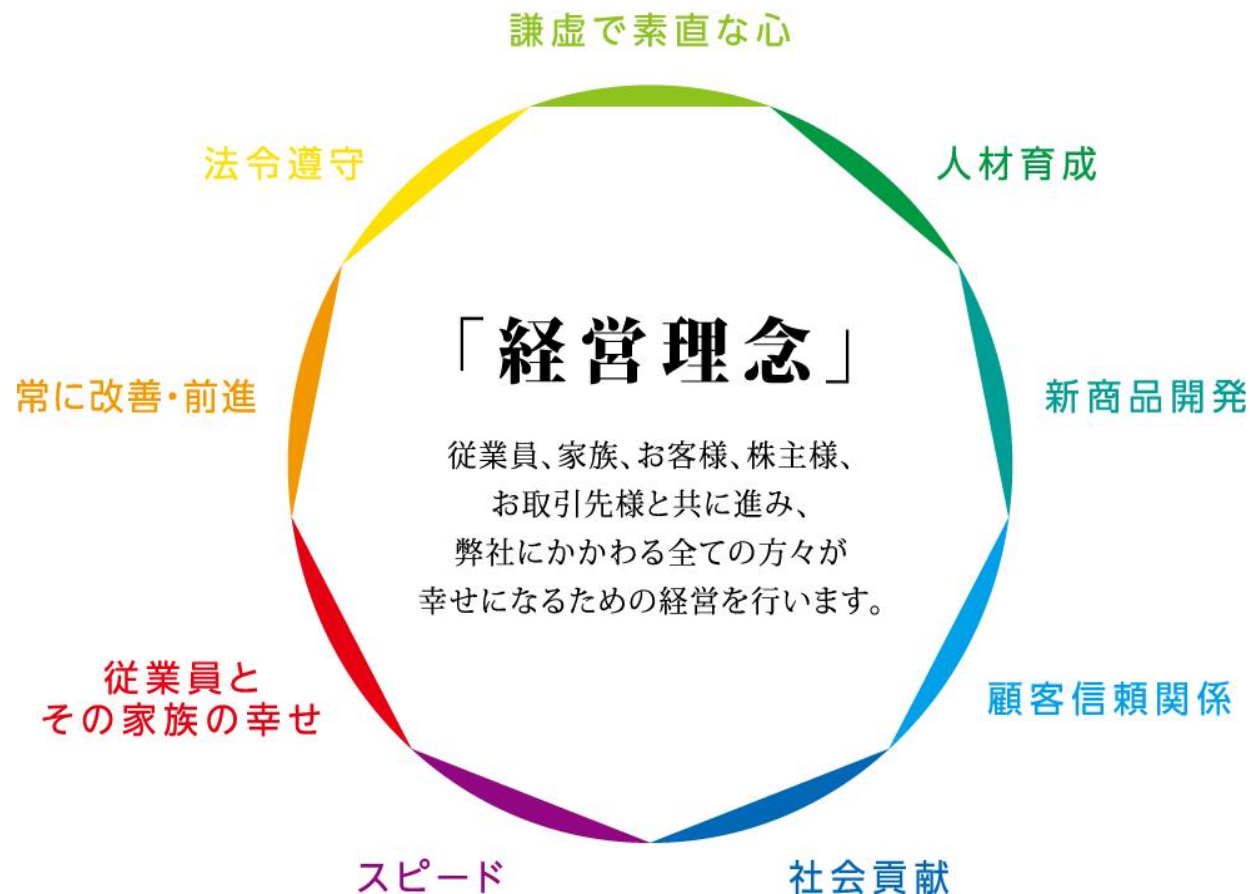 謙虚で素直な心
法令遵守
人材育成
「経営理念」
常に改善・前進
新商品開発
従業員、家族、お客様、株主様、
お取引先様と共に進み、
弊社にかかわる全ての方々が
幸せになるための経営を行います。
従業員と
その家族の幸せ
顧客信頼関係
スピード
社会貢献